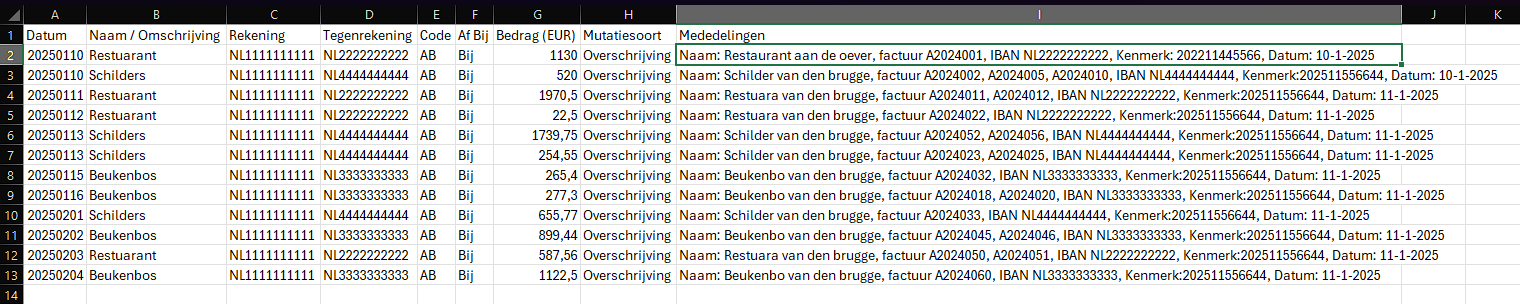 A B C D E F G H I J K
1 Datum Naam / Omschrijving Rekening Tegenrekening Code Af Bij Bedrag (EUR) Mutatiesoort Mededelingen
2 20250110 Restuarant NL1111111111 NL2222222222 AB Bij 1130 Overschrijving Naam: Restaurant aan de oever, factuur A2024001, IBAN NL2222222222, Kenmerk: 202211445566, Datum: 10-1-2025
3 20250110 Schilders NL1111111111 NL4444444444 AB Bij 520 Overschrijving Naam: Schilder van den brugge, factuur A2024002, A2024005, A2024010, IBAN NL4444444444, Kenmerk:202511556644, Datum: 10-1-2025
4 20250111 Restuarant NL1111111111 NL2222222222 AB Bij 1970,5 Overschrijving Naam: Restuara van den brugge, factuur A2024011, A2024012, IBAN NL2222222222, Kenmerk:202511556644, Datum: 11-1-2025
5 20250112 Restuarant NL1111111111 NL2222222222 AB Bij 22,5 Overschrijving Naam: Restuara van den brugge, factuur A2024022, IBAN NL2222222222, Kenmerk:202511556644, Datum: 11-1-2025
6 20250113 Schilders NL1111111111 NL4444444444 AB Bij 1739,75 Overschrijving Naam: Schilder van den brugge, factuur A2024052, A2024056, IBAN NL4444444444, Kenmerk:202511556644, Datum: 11-1-2025
7 20250113 Schilders NL1111111111 NL4444444444 AB Bij 254,55 Overschrijving Naam: Schilder van den brugge, factuur A2024023, A2024025, IBAN NL4444444444, Kenmerk:202511556644, Datum: 11-1-2025
8 20250115 Beukenbos NL1111111111 NL3333333333 AB Bij 265,4 Overschrijving Naam: Beukenbo van den brugge, factuur A2024032, IBAN NL3333333333, Kenmerk:202511556644, Datum: 11-1-2025
9 20250116 Beukenbos NL1111111111 NL3333333333 AB Bij 277,3 Overschrijving Naam: Beukenbo van den brugge, factuur A2024018, A2024020, IBAN NL3333333333, Kenmerk:202511556644, Datum: 11-1-2025
10 20250201 Schilders NL1111111111 NL4444444444 AB Bij 655,77 Overschrijving Naam: Schilder van den brugge, factuur A2024033, IBAN NL4444444444, Kenmerk:202511556644, Datum: 11-1-2025
11 20250202 Beukenbos NL1111111111 NL3333333333 AB Bij 899,44 Overschrijving Naam: Beukenbo van den brugge, factuur A2024045, A2024046, IBAN NL3333333333, Kenmerk:202511556644, Datum: 11-1-2025
12 20250203 Restuarant NL1111111111 NL2222222222 AB Bij 587,56 Overschrijving Naam: Restuara van den brugge, factuur A2024050, A2024051, IBAN NL2222222222, Kenmerk:202511556644, Datum: 11-1-2025
13 20250204 Beukenbos NL1111111111 NL3333333333 AB Bij 1122,5 Overschrijving Naam: Beukenbo van den brugge, factuur A2024060, IBAN NL3333333333, Kenmerk:202511556644, Datum: 11-1-2025
14